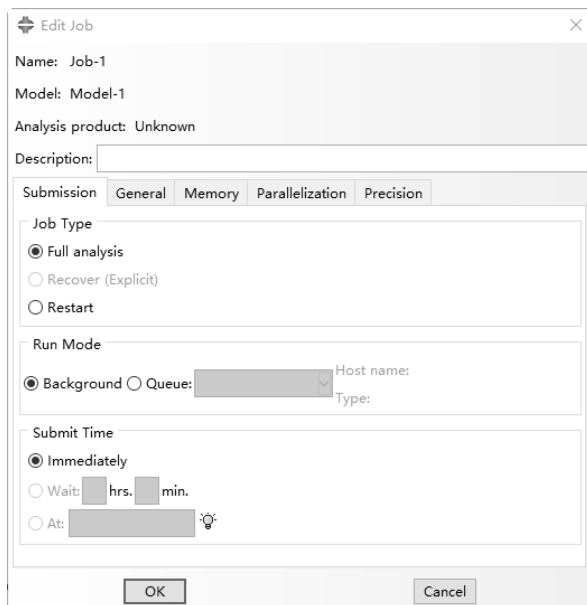 Edit Job
Name: Job-1
Model: Model-1
Analysis product: Unknown
Description:
Submission General Memory Parallelization Precision
Job Type
Full analysis
Recover (Explicit)
Restart
Run Mode
Background Queue: Host name:
Type:
Submit Time
Immediately
Wait: hrs. min.
At:
OK Cancel